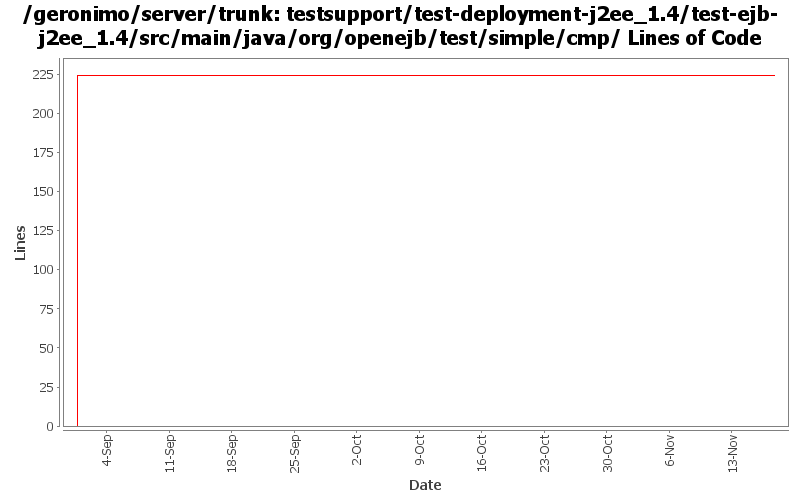 /geronimo/server/trunk: testsupport/test-deployment-j2ee_1.4/test-ejb-
j2ee_1.4/src/main/java/org/openejb/test/simple/cmp/ Lines of Code
225
200
175
150
125
100
75
50
25
0
Lines
4-Sep
11-Sep
18-Sep
25-Sep
2-Oct
9-Oct
16-Oct
23-Oct
30-Oct
6-Nov
13-Nov
Date